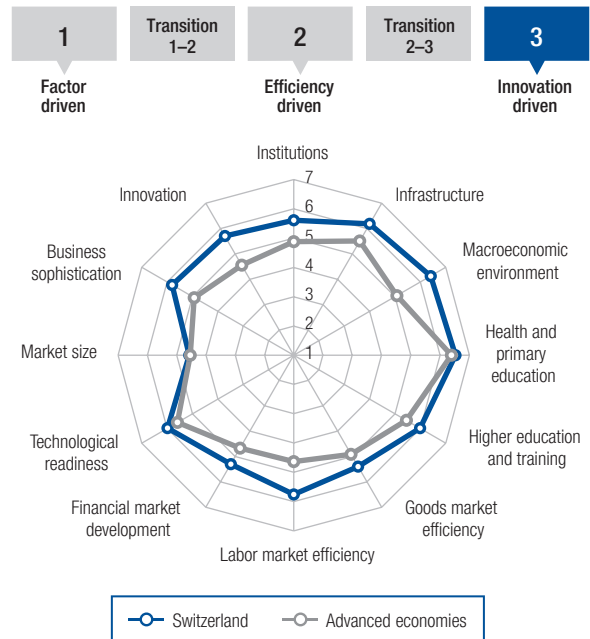 1
Transition
1–2
2
Transition
2–3
3
Factor
driven
Efficiency
driven
Innovation
driven
Institutions
7
6
5
4
3
2
1
Infrastructure
Macroeconomic
environment
Health and
primary
education
Higher education
and training
Goods market
efficiency
Labor market efficiency
Financial market
development
Technological
readiness
Market size
Business
sophistication
Innovation
Switzerland
Advanced economies